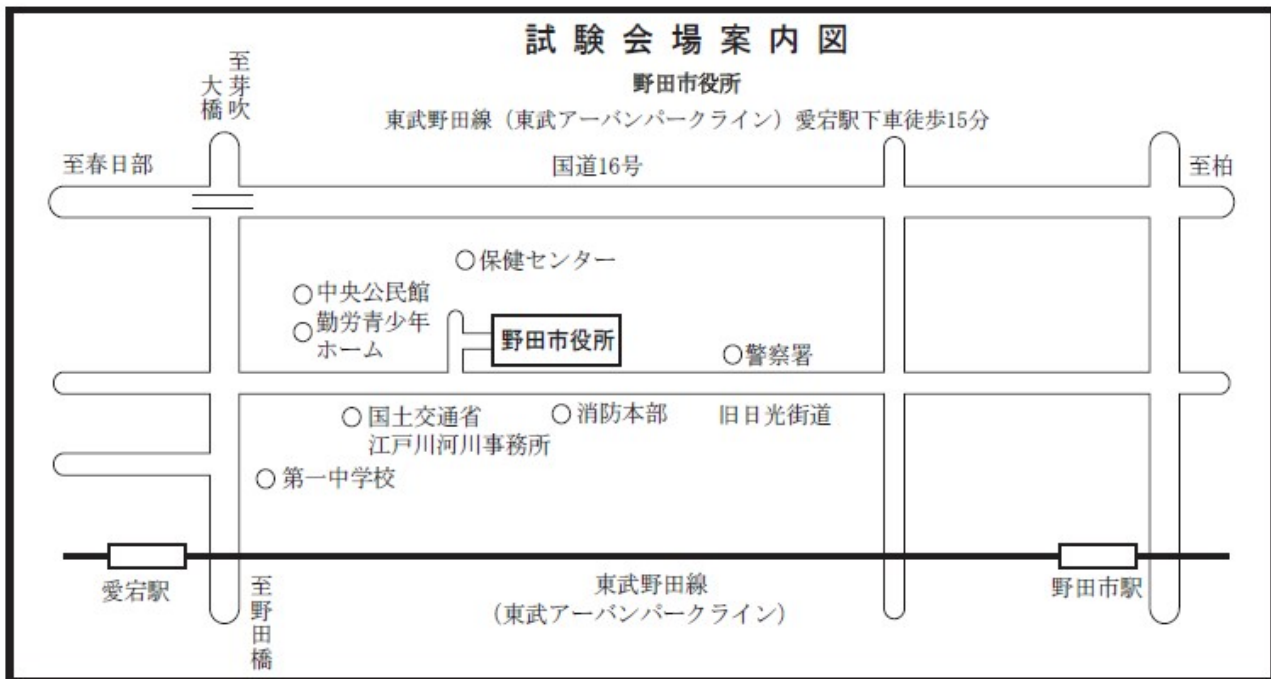 試験会場案内図
野田市役所
東武野田線（東武アーバンパークライン）愛宕駅下車徒歩15分
至芽吹
大橋
至春日部
国道16号
至柏
保健センター
中央公民館
勤労青少年
ホーム
野田市役所
警察署
国土交通省
江戸川河川事務所
消防本部
旧日光街道
第一中学校
愛宕駅
至野田橋
東武野田線
（東武アーバンパークライン）
野田市駅